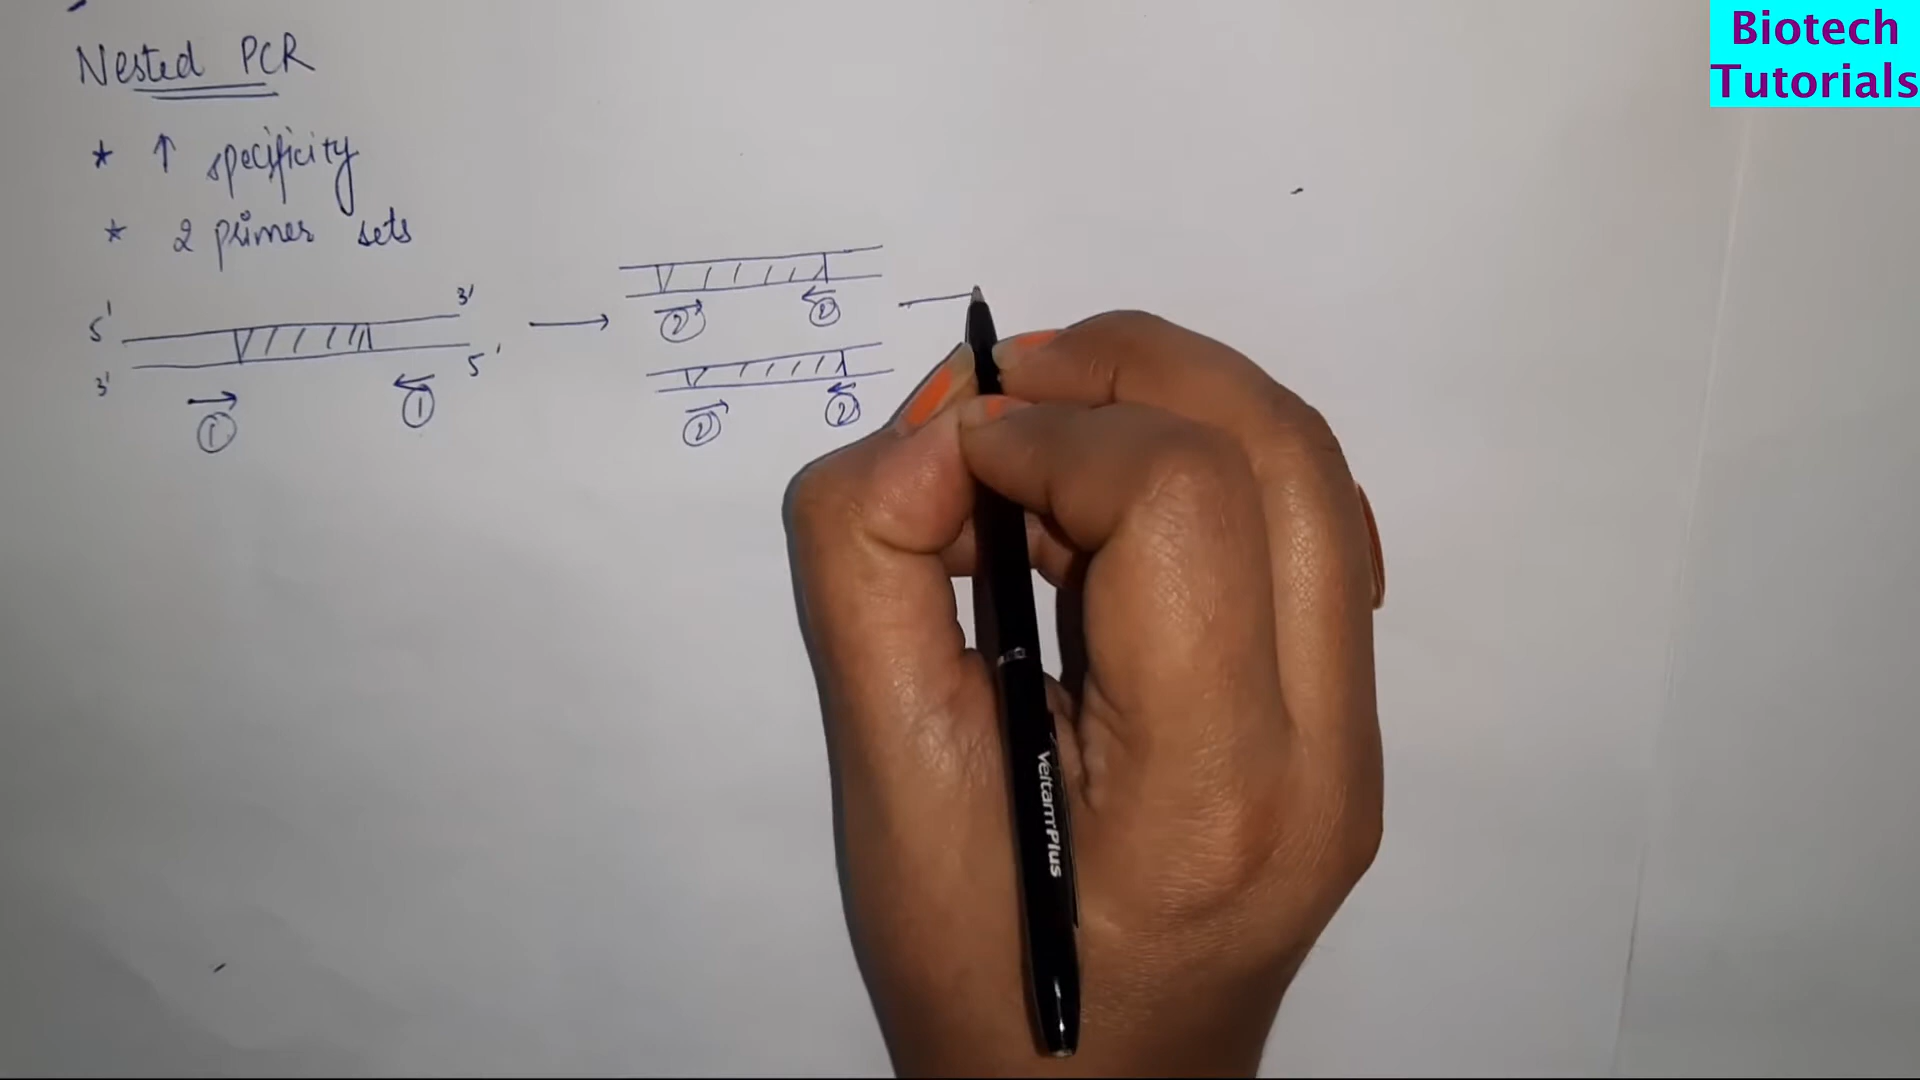 Biotech
Tutorials
Nested PCR
* ↑ specificity
* 2 primer sets
5' 3'
3' 5'
→ ① ← ①
→
→ ② ← ②
→ ② ← ②
VeltamPlus